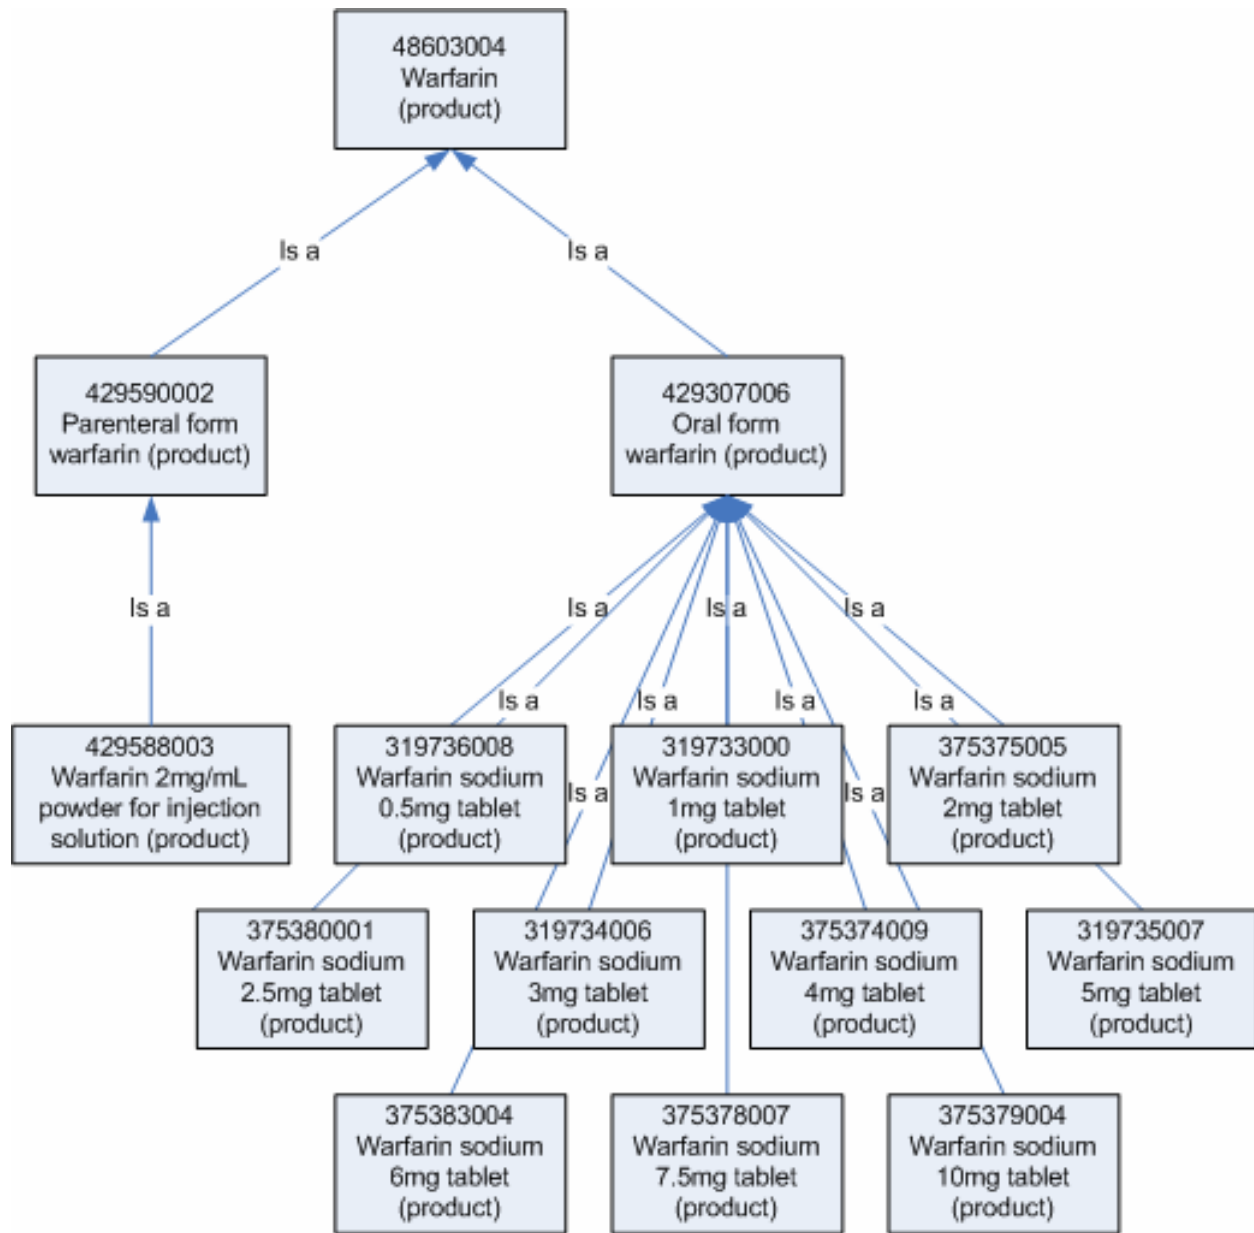 48603004
Warfarin
(product)
Is a
Is a
429590002
Parenteral form
warfarin (product)
429307006
Oral form
warfarin (product)
Is a
Is a
Is a
Is a
Is a
Is a
Is a
Is a
429588003
Warfarin 2mg/mL
powder for injection
solution (product)
319736008
Warfarin sodium
0.5mg tablet
(product)
Is a
319733000
Warfarin sodium
1mg tablet
(product)
Is a
375375005
Warfarin sodium
2mg tablet
(product)
375380001
Warfarin sodium
2.5mg tablet
(product)
319734006
Warfarin sodium
3mg tablet
(product)
375374009
Warfarin sodium
4mg tablet
(product)
319735007
Warfarin sodium
5mg tablet
(product)
375383004
Warfarin sodium
6mg tablet
(product)
375378007
Warfarin sodium
7.5mg tablet
(product)
375379004
Warfarin sodium
10mg tablet
(product)